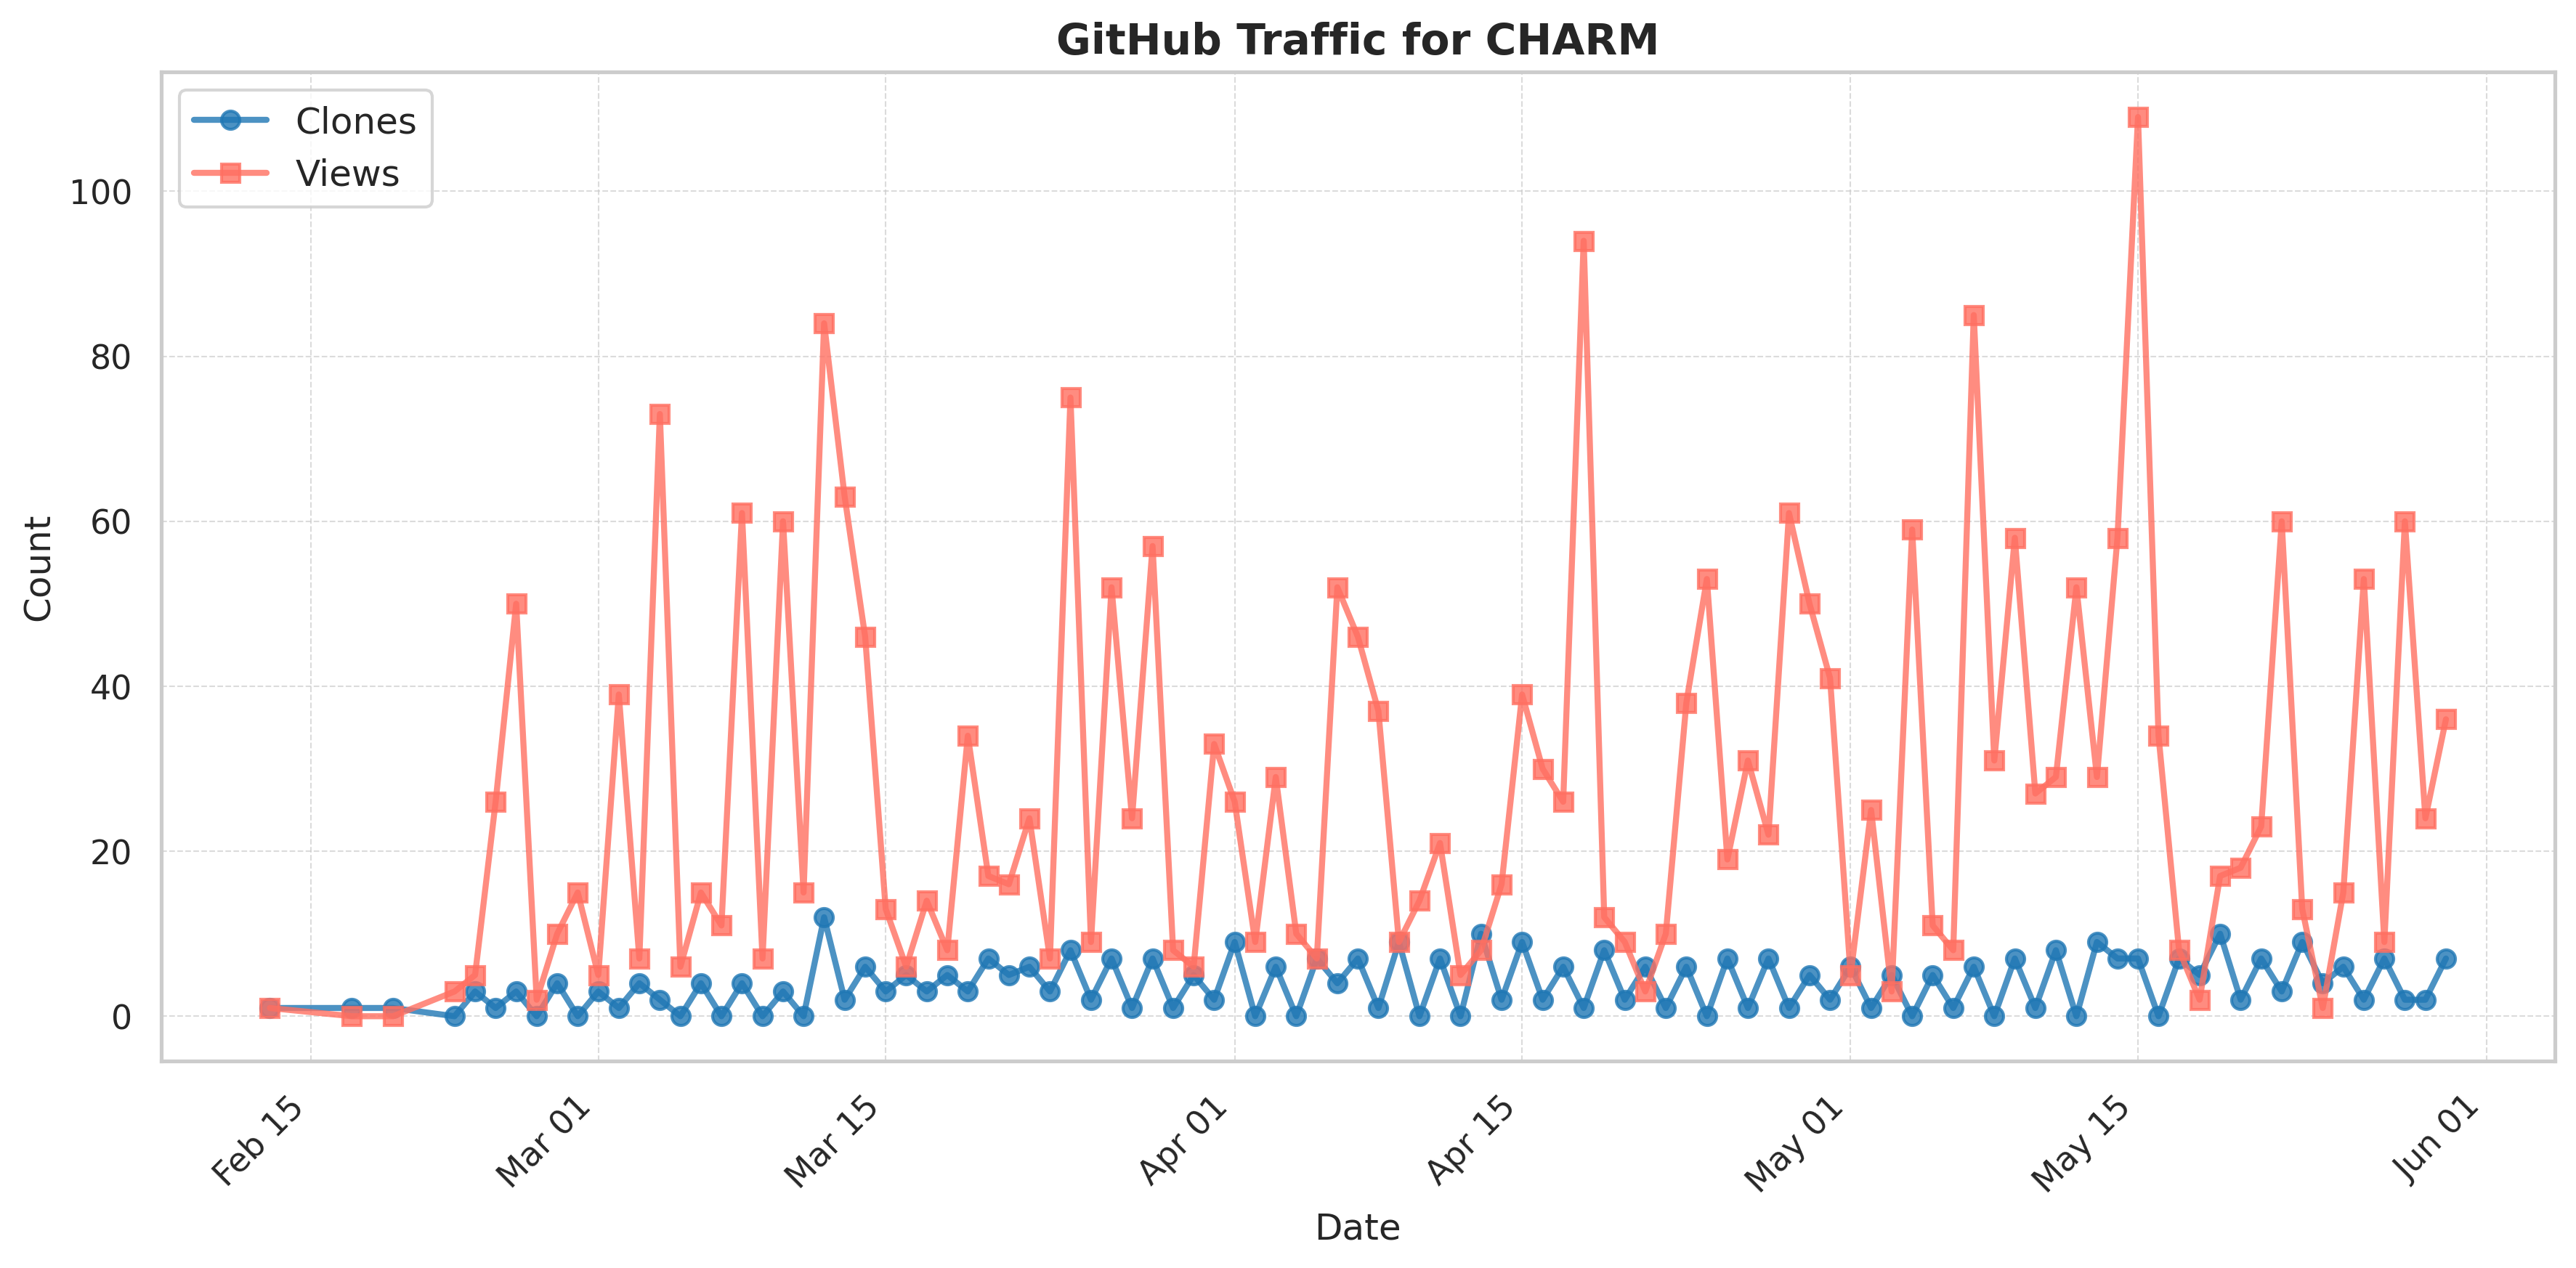 GitHub Traffic for CHARM
Clones
Views
100
80
60
40
20
0
Count
Feb 15
Mar 01
Mar 15
Apr 01
Apr 15
May 01
May 15
Jun 01
Date